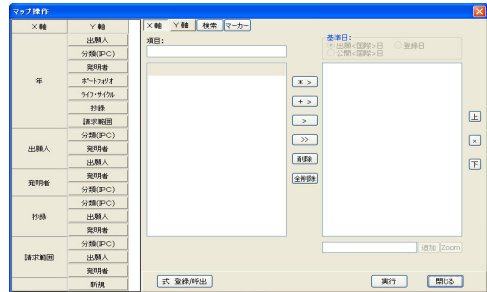 マップ操作
X軸 Y軸
年
出願人
分類(IPC)
発明者
ポートフォリオ
ライフ・サイクル
抄録
請求範囲
出願人
分類(IPC)
発明者
出願人
発明者
発明者
分類(IPC)
抄録
分類(IPC)
出願人
発明者
請求範囲
分類(IPC)
出願人
発明者
新規
X軸 Y軸 検索 マーカー
項目:
基準日:
出願<国際>日 登録日
公開<国際>日
* >
+ >
>
>>
削除
全削除
上
×
下
追加 Zoom
式 登録/呼出
実行 閉じる